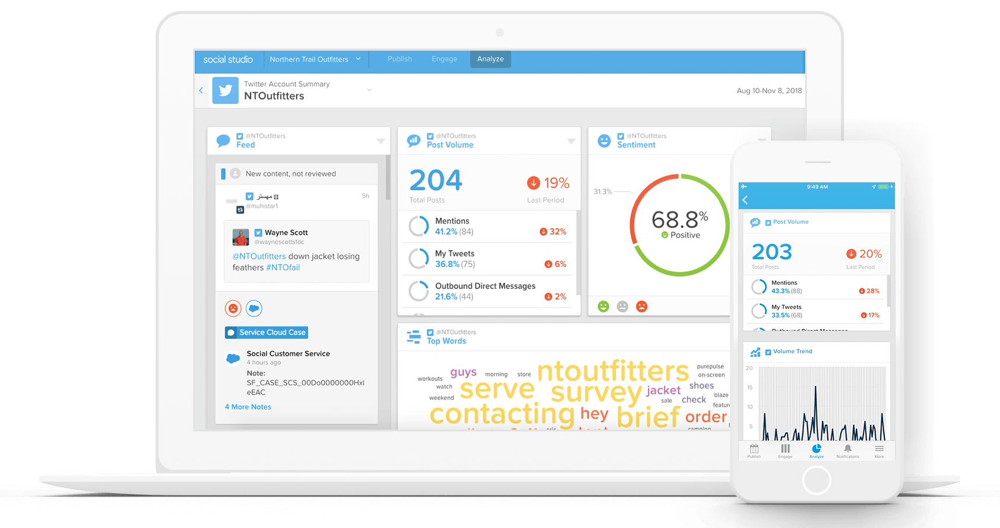 social studio
Northern Trail Outfitters
Publish
Engage
Analyze
Twitter Account Summary
NTOutfitters
Aug 10-Nov 8, 2018
@NTOutfitters
Feed
New content, not reviewed
مهستر
5h
@muhistar1
Wayne Scott
@waynescottsfdc
@NTOutfitters down jacket losing
feathers #NTOfail
Service Cloud Case
Social Customer Service
4 hours ago
Note:
SF_CASE_SCS_00Do0000000Hxl
eEAC
4 More Notes
@NTOutfitters
Post Volume
204
19%
Total Posts
Last Period
Mentions
41.2% (84)
32%
My Tweets
36.8% (75)
6%
Outbound Direct Messages
21.6% (44)
2%
@NTOutfitters
Sentiment
31.3%
68.8%
Positive
@NTOutfitters
Top Words
workouts
guys
morning
store
ntoutfitters
purepulse
on-screen
watch
serve
survey
jacket
shoes
weekend
sale
check
blaze
contacting
hey
brief
order
camping
9:49 AM
Post Volume
203
20%
Total Posts
Last Period
Mentions
43.3% (88)
28%
My Tweets
33.5% (68)
17%
Outbound Direct Messages
Volume Trend
20
15
10
5
Publish
Engage
Analyze
Notifications
More